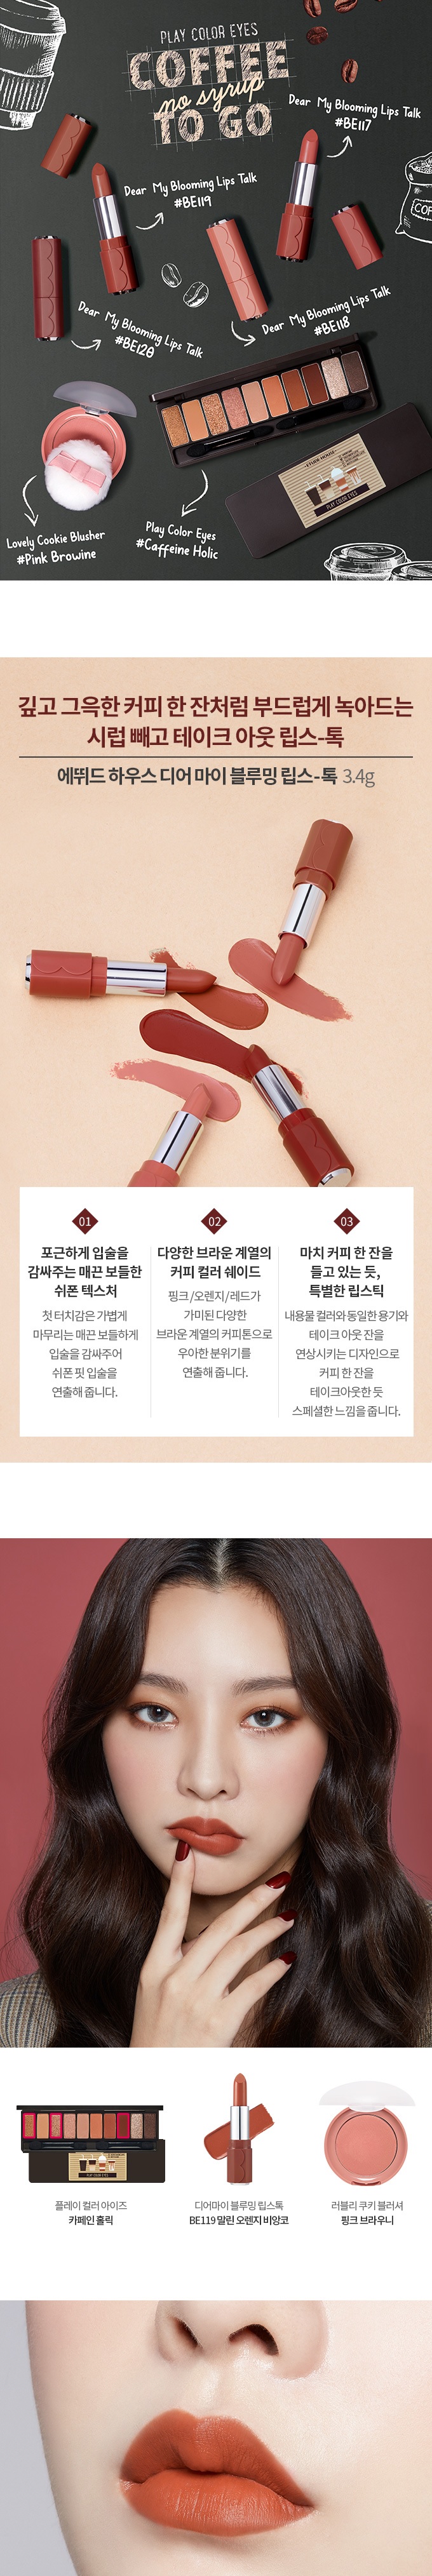 PLAY COLOR EYES
COFFEE
no syrup
TO GO
Dear My Blooming Lips Talk
#BE117
Dear My Blooming Lips Talk
#BE119
COF
Dear My Blooming Lips Talk
#BE118
Dear My Blooming Lips Talk
#BE120
ETUDE HOUSE
PLAY COLOR EYES
Play Color Eyes
#Caffeine Holic
Lovely Cookie Blusher
#Pink Browine
깊고 그윽한 커피 한 잔처럼 부드럽게 녹아드는
시럽 빼고 테이크 아웃 립스-톡
에뛰드 하우스 디어 마이 블루밍 립스-톡 3.4g
01
포근하게 입술을
감싸주는 매끈 보들한
쉬폰 텍스처
첫 터치감은 가볍게
마무리는 매끈 보들하게
입술을 감싸주어
쉬폰 핏 입술을
연출해 줍니다.
02
다양한 브라운 계열의
커피 컬러 쉐이드
핑크/오렌지/레드가
가미된 다양한
브라운 계열의 커피톤으로
우아한 분위기를
연출해 줍니다.
03
마치 커피 한 잔을
들고 있는 듯,
특별한 립스틱
내용물 컬러와 동일한 용기와
테이크 아웃 잔을
연상시키는 디자인으로
커피 한 잔을
테이크아웃한 듯
스페셜한 느낌을 줍니다.
플레이 컬러 아이즈
카페인 홀릭
디어마이 블루밍 립스톡
BE119 말린 오렌지 비앙코
러블리 쿠키 블러셔
핑크 브라우니